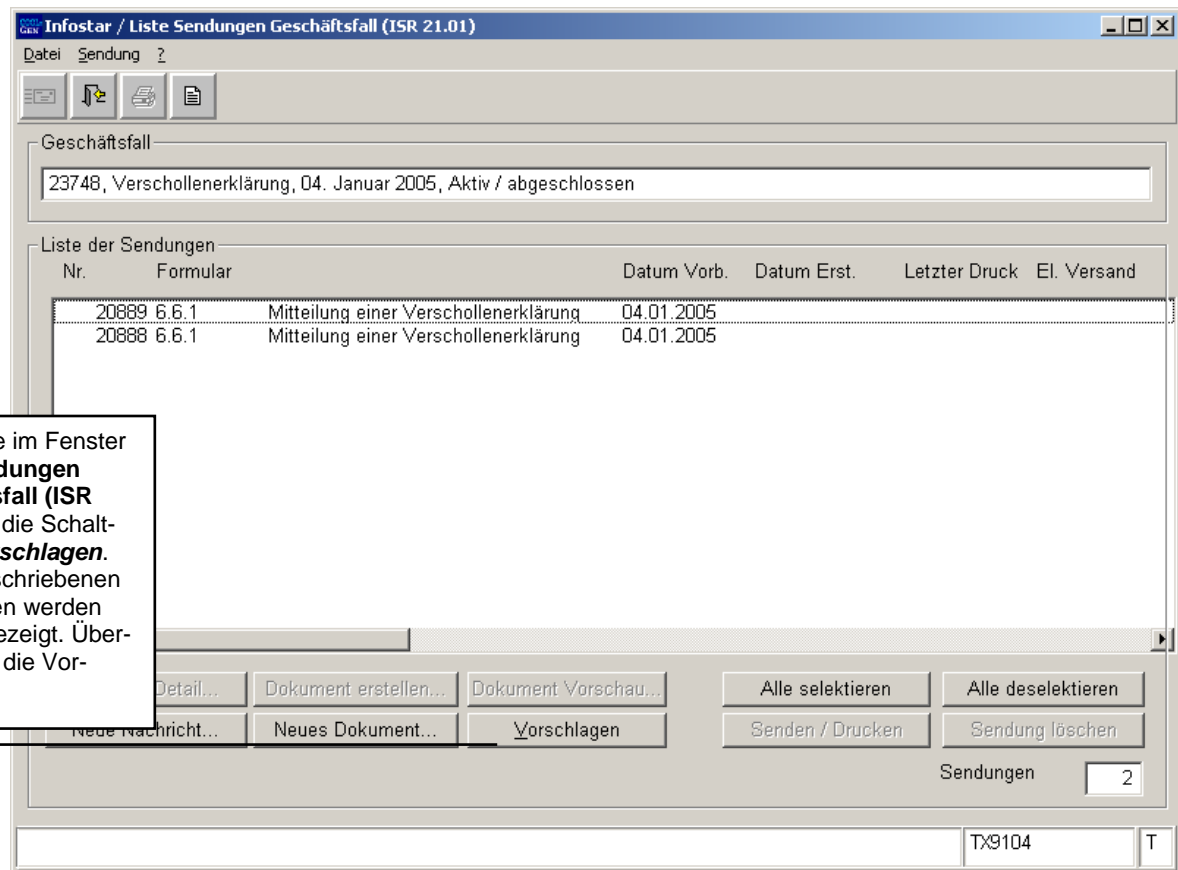 Infostar / Liste Sendungen Geschäftsfall (ISR 21.01)
Datei Sendung ?
Geschäftsfall
23748, Verschollenerklärung, 04. Januar 2005, Aktiv / abgeschlossen
Liste der Sendungen
Nr. Formular Datum Vorb. Datum Erst. Letzter Druck El. Versand
20889 6.6.1 Mitteilung einer Verschollenerklärung 04.01.2005
20888 6.6.1 Mitteilung einer Verschollenerklärung 04.01.2005
e im Fenster
dungen
sfall (ISR
die Schalt-
schlagen.
schriebenen
en werden
ezeigt. Über-
die Vor-
Detail... Dokument erstellen... Dokument Vorschau... Alle selektieren Alle deselektieren
Neue Nachricht... Neues Dokument... Vorschlagen Senden / Drucken Sendung löschen
Sendungen 2
TX9104 T